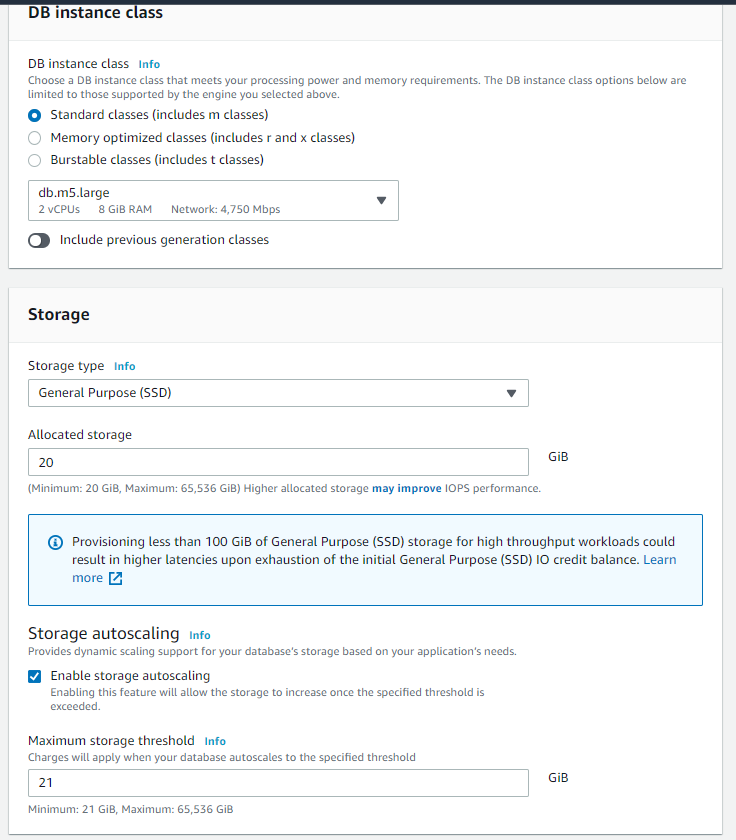 DB instance class
DB instance class Info
Choose a DB instance class that meets your processing power and memory requirements. The DB instance class options below are
limited to those supported by the engine you selected above.
Standard classes (includes m classes)
Memory optimized classes (includes r and x classes)
Burstable classes (includes t classes)
db.m5.large
2 vCPUs 8 GiB RAM Network: 4,750 Mbps
Include previous generation classes
Storage
Storage type Info
General Purpose (SSD)
Allocated storage
20
GiB
(Minimum: 20 GiB, Maximum: 65,536 GiB) Higher allocated storage may improve IOPS performance.
Provisioning less than 100 GiB of General Purpose (SSD) storage for high throughput workloads could
result in higher latencies upon exhaustion of the initial General Purpose (SSD) IO credit balance. Learn
more
Storage autoscaling Info
Provides dynamic scaling support for your database's storage based on your application's needs.
Enable storage autoscaling
Enabling this feature will allow the storage to increase once the specified threshold is
exceeded.
Maximum storage threshold Info
Charges will apply when your database autoscales to the specified threshold
21
GiB
Minimum: 21 GiB, Maximum: 65,536 GiB